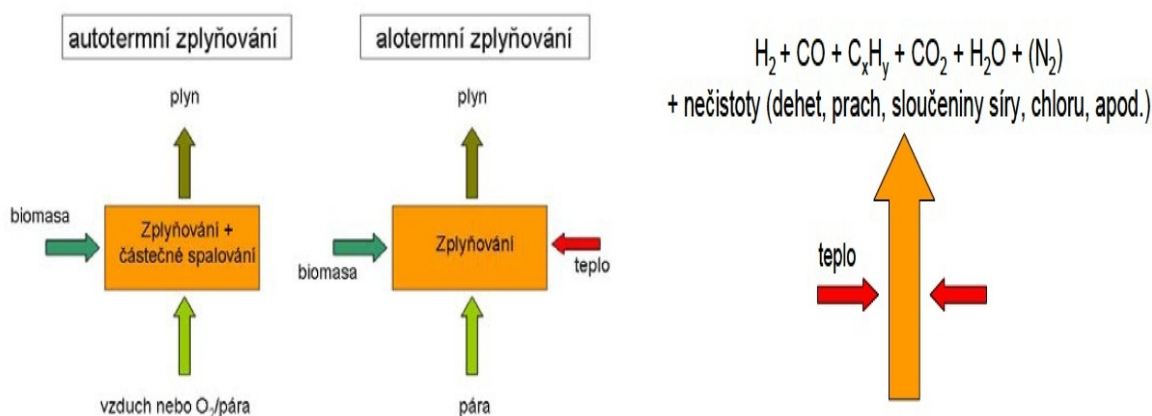 autotermní zplyňování
plyn
biomasa
Zplyňování +
částečné spalování
vzduch nebo O₂/pára
alotermní zplyňování
plyn
biomasa
Zplyňování
teplo
pára
H₂ + CO + CₓHᵧ + CO₂ + H₂O + (N₂)
+ nečistoty (dehet, prach, sloučeniny síry, chloru, apod.)
teplo